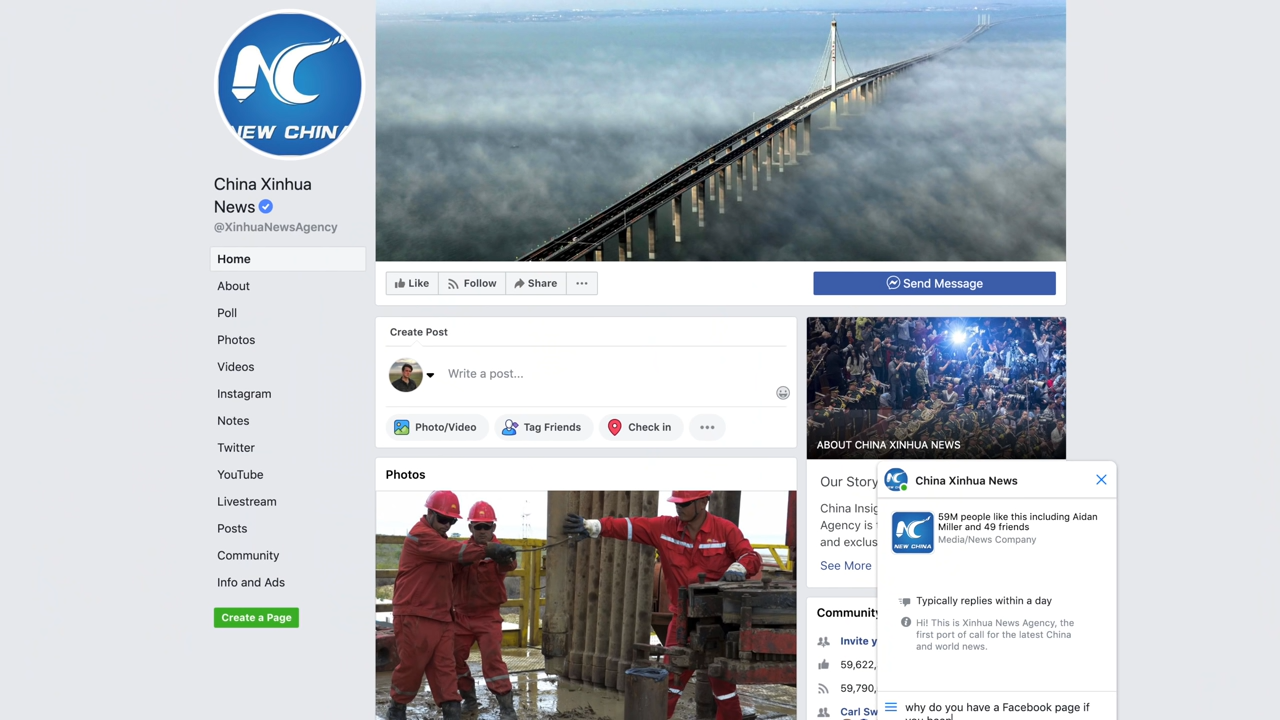 NC
NEW CHINA
China Xinhua
News
@XinhuaNewsAgency
Home
About
Poll
Photos
Videos
Instagram
Notes
Twitter
YouTube
Livestream
Posts
Community
Info and Ads
Create a Page
Like
Follow
Share
Send Message
Create Post
Write a post...
Photo/Video
Tag Friends
Check in
Photos
ABOUT CHINA XINHUA NEWS
Our Story
China Insig
Agency is
and exclus
See More
Community
Invite y
59,622,
59,790,
Carl Sw
China Xinhua News
NC
NEW CHINA
59M people like this including Aidan
Miller and 49 friends
Media/News Company
Typically replies within a day
Hi! This is Xinhua News Agency, the
first port of call for the latest China
and world news.
why do you have a Facebook page if